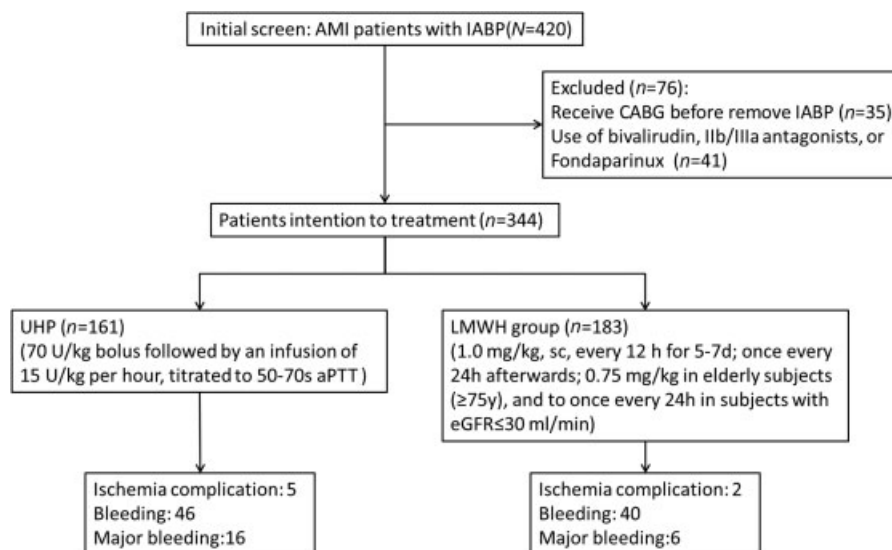 Initial screen: AMI patients with IABP(N=420)
Excluded (n=76):
Receive CABG before remove IABP (n=35)
Use of bivalirudin, IIb/IIIa antagonists, or
Fondaparinux (n=41)
Patients intention to treatment (n=344)
UHP (n=161)
(70 U/kg bolus followed by an infusion of
15 U/kg per hour, titrated to 50-70s aPTT )
LMWH group (n=183)
(1.0 mg/kg, sc, every 12 h for 5-7d; once every
24h afterwards; 0.75 mg/kg in elderly subjects
(≥75y), and to once every 24h in subjects with
eGFR≤30 ml/min)
Ischemia complication: 5
Bleeding: 46
Major bleeding:16
Ischemia complication: 2
Bleeding: 40
Major bleeding:6